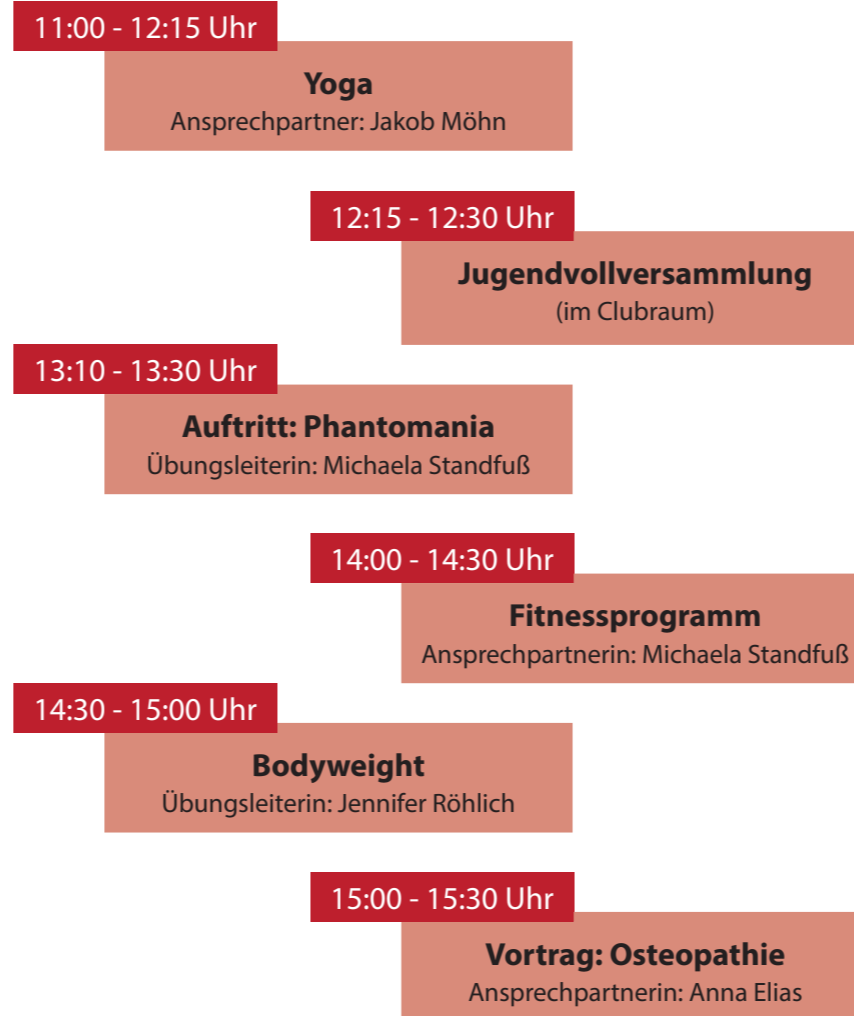 11:00 - 12:15 Uhr
Yoga
Ansprechpartner: Jakob Möhn
12:15 - 12:30 Uhr
Jugendvollversammlung
(im Clubraum)
13:10 - 13:30 Uhr
Auftritt: Phantomania
Übungsleiterin: Michaela Standfuß
14:00 - 14:30 Uhr
Fitnessprogramm
Ansprechpartnerin: Michaela Standfuß
14:30 - 15:00 Uhr
Bodyweight
Übungsleiterin: Jennifer Röhlich
15:00 - 15:30 Uhr
Vortrag: Osteopathie
Ansprechpartnerin: Anna Elias